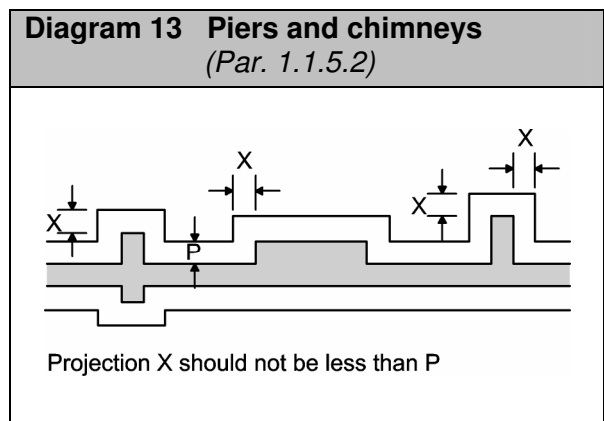 Diagram 13 Piers and chimneys
(Par. 1.1.5.2)
X
X
X
X
P
Projection X should not be less than P